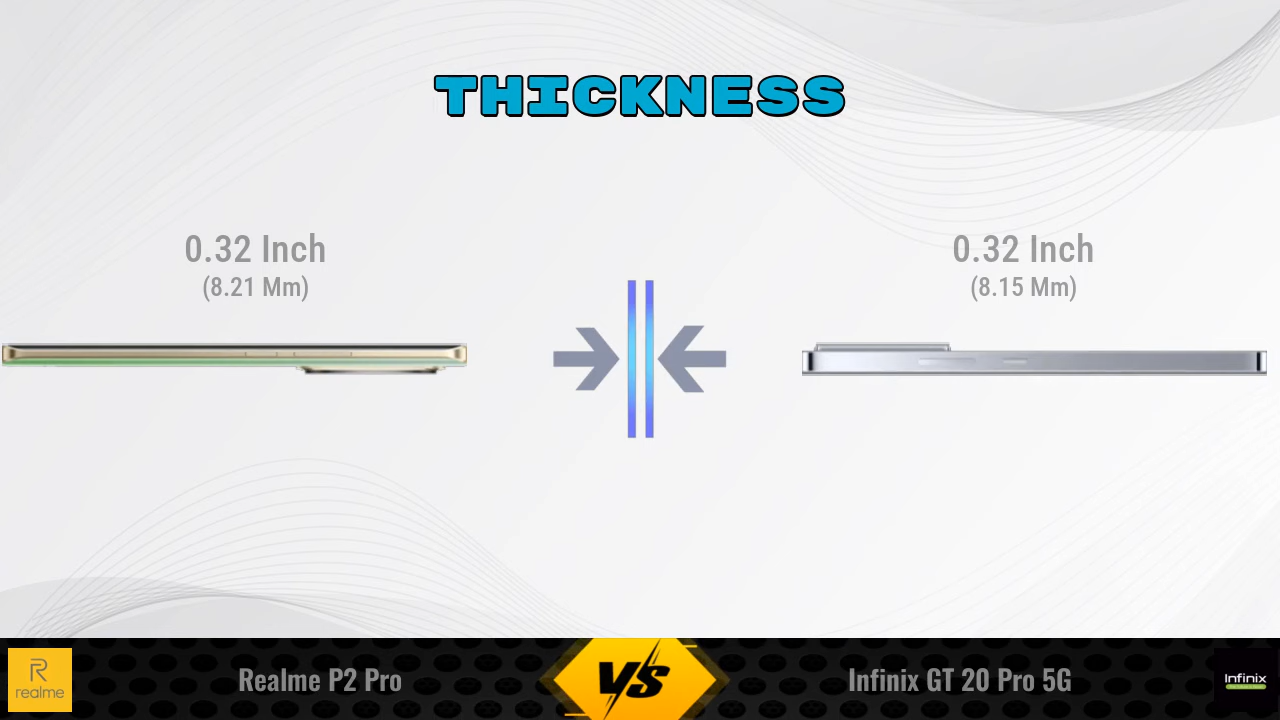 THICKNESS
0.32 Inch
(8.21 Mm)
0.32 Inch
(8.15 Mm)
R
realme
Realme P2 Pro
VS
Infinix GT 20 Pro 5G
Infinix